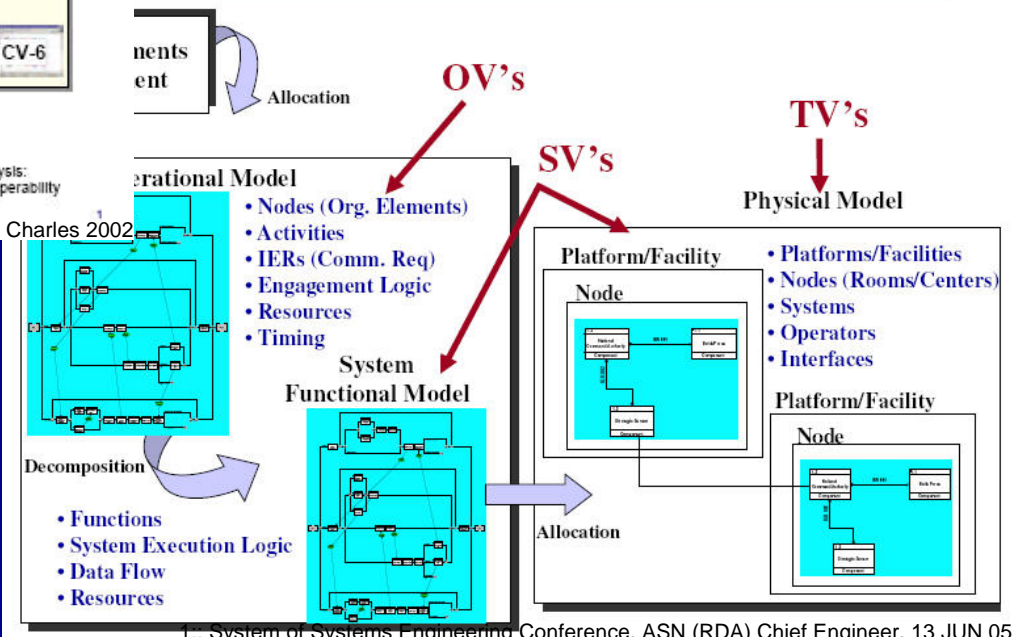 CV-6
ments
ent
Allocation
OV's
SV's
TV's
ysis:
perability
1
Charles 2002
erational Model
• Nodes (Org. Elements)
• Activities
• IERs (Comm. Req)
• Engagement Logic
• Resources
• Timing
System
Functional Model
Decomposition
• Functions
• System Execution Logic
• Data Flow
• Resources
Allocation
Physical Model
Platform/Facility
Node
• Platforms/Facilities
• Nodes (Rooms/Centers)
• Systems
• Operators
• Interfaces
Platform/Facility
Node
1:: System of Systems Engineering Conference, ASN (RDA) Chief Engineer, 13 JUN 05